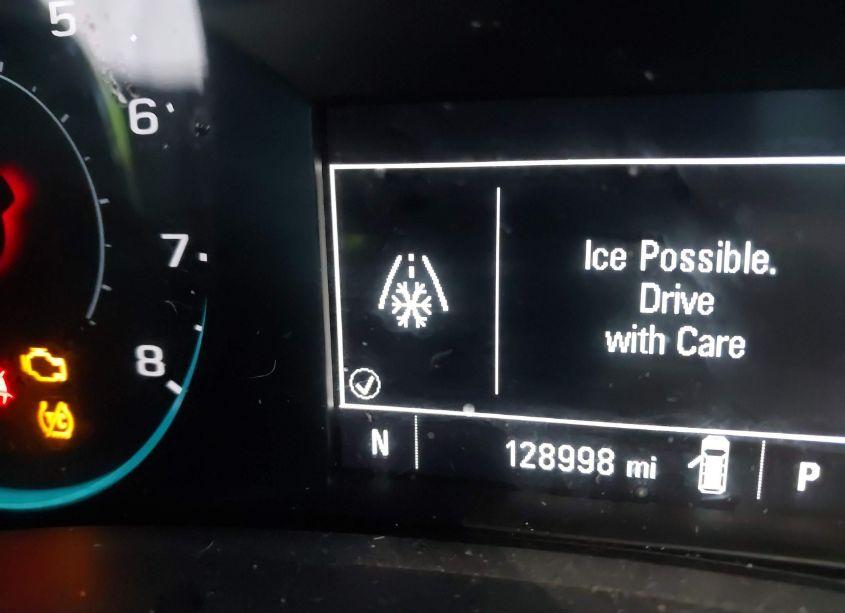 5
6
7
8
Ice Possible.
Drive
with Care
N
128998 mi
P